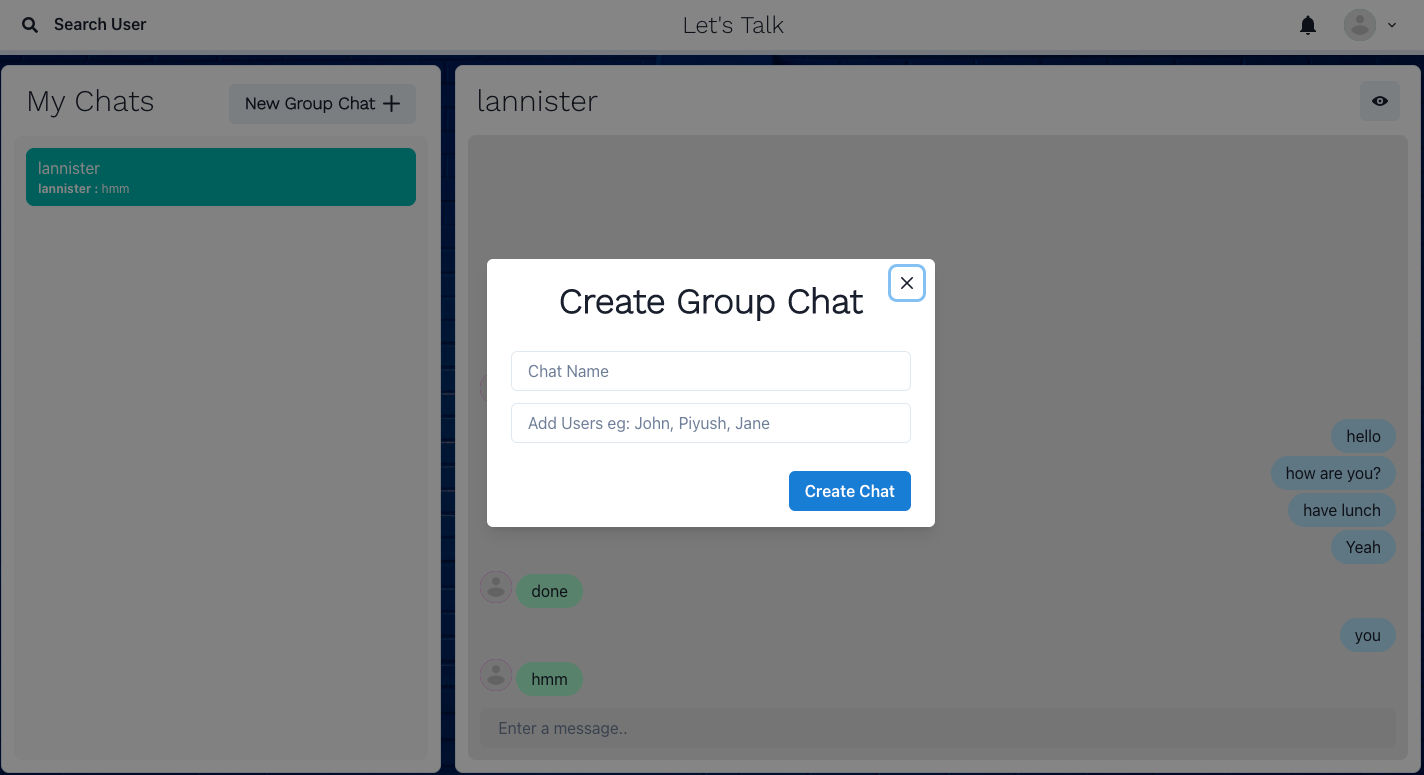 Search User
Let's Talk
My Chats
New Group Chat
lannister
lannister : hmm
lannister
Create Group Chat
Chat Name
Add Users eg: John, Piyush, Jane
Create Chat
hello
how are you?
have lunch
Yeah
done
you
hmm
Enter a message..